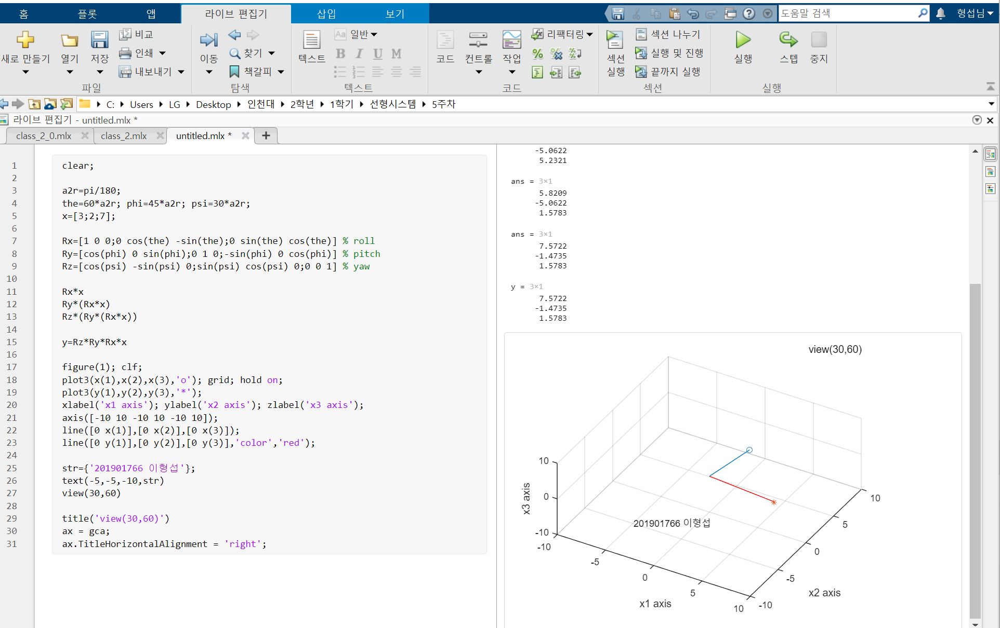 홈 플롯 앱 라이브 편집기 삽입 보기 도움말 검색 형섭님
새로 만들기 열기 저장 비교 인쇄 내보내기 파일
이동 찾기 책갈피 탐색
텍스트 Aa 일반 B I U M 텍스트
코드 컨트롤 작업 리팩터링 코드
섹션 실행 섹션 나누기 실행 및 진행 끝까지 실행 섹션
실행 스텝 중지 실행
C: Users LG Desktop 인천대 2학년 1학기 선형시스템 5주차
라이브 편집기 - untitled.mlx *
class_2_0.mlx class_2.mlx untitled.mlx * +
1 clear;
2
3 a2r=pi/180;
4 the=60*a2r; phi=45*a2r; psi=30*a2r;
5 x=[3;2;7];
6
7 Rx=[1 0 0;0 cos(the) -sin(the);0 sin(the) cos(the)] % roll
8 Ry=[cos(phi) 0 sin(phi);0 1 0;-sin(phi) 0 cos(phi)] % pitch
9 Rz=[cos(psi) -sin(psi) 0;sin(psi) cos(psi) 0;0 0 1] % yaw
10
11 Rx*x
12 Ry*(Rx*x)
13 Rz*(Ry*(Rx*x))
14
15 y=Rz*Ry*Rx*x
16
17 figure(1); clf;
18 plot3(x(1),x(2),x(3),'o'); grid; hold on;
19 plot3(y(1),y(2),y(3),'*');
20 xlabel('x1 axis'); ylabel('x2 axis'); zlabel('x3 axis');
21 axis([-10 10 -10 10 -10 10]);
22 line([0 x(1)],[0 x(2)],[0 x(3)]);
23 line([0 y(1)],[0 y(2)],[0 y(3)],'color','red');
24
25 str={'201901766 이형섭'};
26 text(-5,-5,-10,str)
27 view(30,60)
28
29 title('view(30,60)')
30 ax = gca;
31 ax.TitleHorizontalAlignment = 'right';
-5.0622
5.2321
ans = 3×1
5.8209
-5.0622
1.5783
ans = 3×1
7.5722
-1.4735
1.5783
y = 3×1
7.5722
-1.4735
1.5783
view(30,60)
10
0
-10
x3 axis
-10
-5
0
5
10
x1 axis
-10
-5
0
5
10
x2 axis
201901766 이형섭